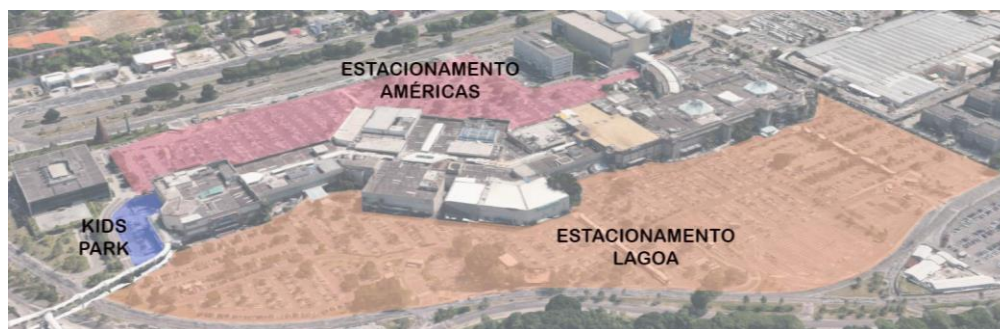 ESTACIONAMENTO
AMÉRICAS
KIDS
PARK
ESTACIONAMENTO
LAGOA